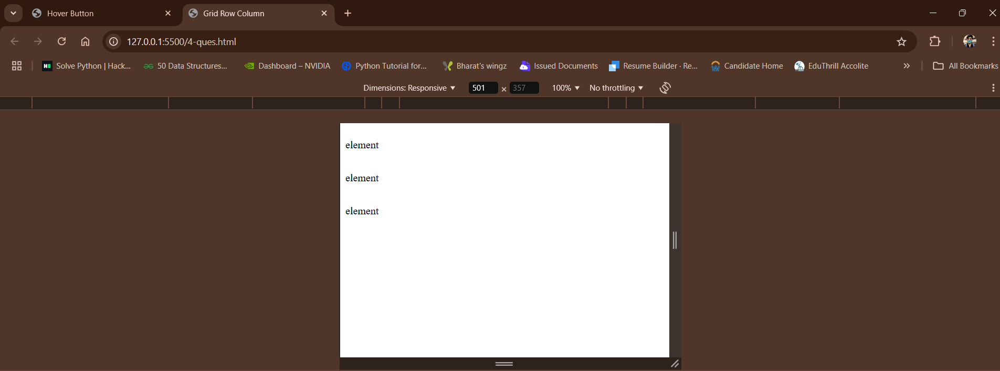 Hover Button
Grid Row Column
127.0.0.1:5500/4-ques.html
Solve Python | Hack... 50 Data Structures... Dashboard – NVIDIA Python Tutorial for... Bharat's wingz Issued Documents Resume Builder · Re... Candidate Home EduThrill Accolite All Bookmarks
Dimensions: Responsive 501 × 357 100% No throttling
element
element
element